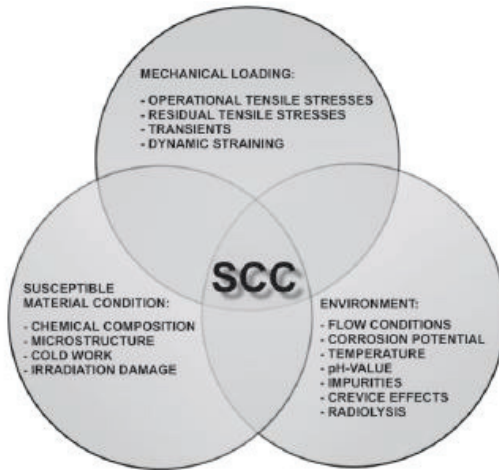 MECHANICAL LOADING:
- OPERATIONAL TENSILE STRESSES
- RESIDUAL TENSILE STRESSES
- TRANSIENTS
- DYNAMIC STRAINING
SCC
SUSCEPTIBLE
MATERIAL CONDITION:
- CHEMICAL COMPOSITION
- MICROSTRUCTURE
- COLD WORK
- IRRADIATION DAMAGE
ENVIRONMENT:
- FLOW CONDITIONS
- CORROSION POTENTIAL
- TEMPERATURE
- pH-VALUE
- IMPURITIES
- CREVICE EFFECTS
- RADIOLYSIS